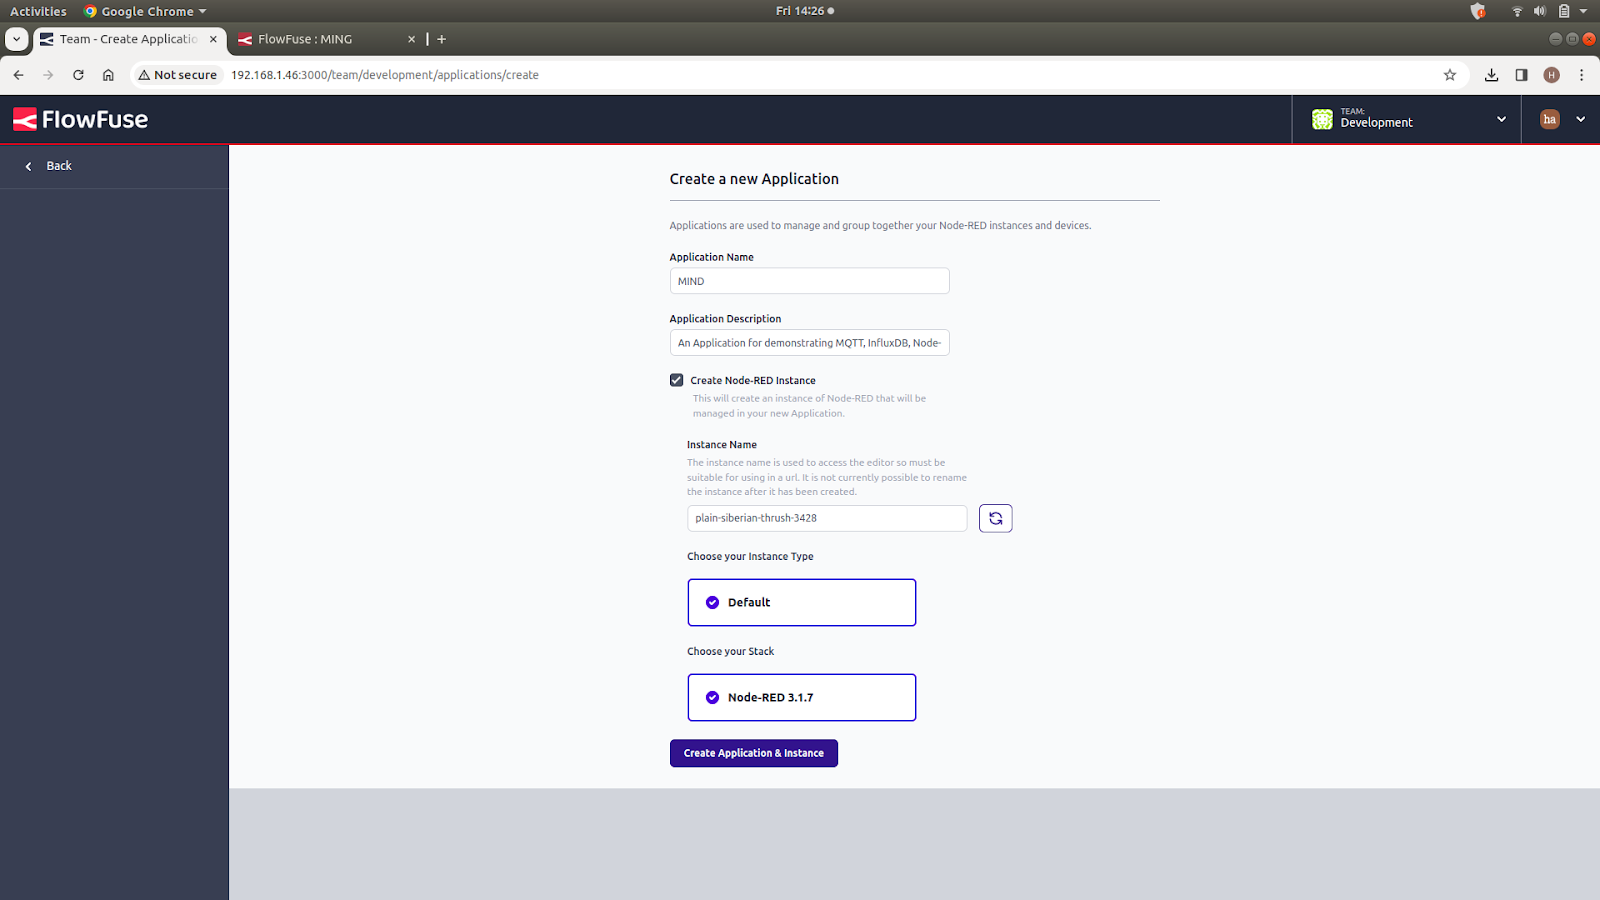 Activities
Google Chrome
Fri 14:26
Team - Create Applicatio
FlowFuse : MING
Not secure
192.168.1.46:3000/team/development/applications/create
H
FlowFuse
TEAM:
Development
ha
Back
Create a new Application
Applications are used to manage and group together your Node-RED instances and devices.
Application Name
MIND
Application Description
An Application for demonstrating MQTT, InfluxDB, Node-
Create Node-RED Instance
This will create an instance of Node-RED that will be
managed in your new Application.
Instance Name
The instance name is used to access the editor so must be
suitable for using in a url. It is not currently possible to rename
the instance after it has been created.
plain-siberian-thrush-3428
Choose your Instance Type
Default
Choose your Stack
Node-RED 3.1.7
Create Application & Instance